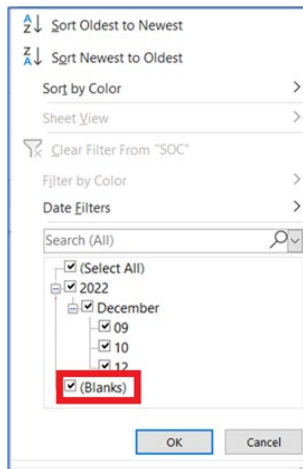 Sort Oldest to Newest
Sort Newest to Oldest
Sort by Color
Sheet View
Clear Filter From "SOC"
Filter by Color
Date Filters
Search (All)
(Select All)
2022
December
09
10
12
(Blanks)
OK Cancel